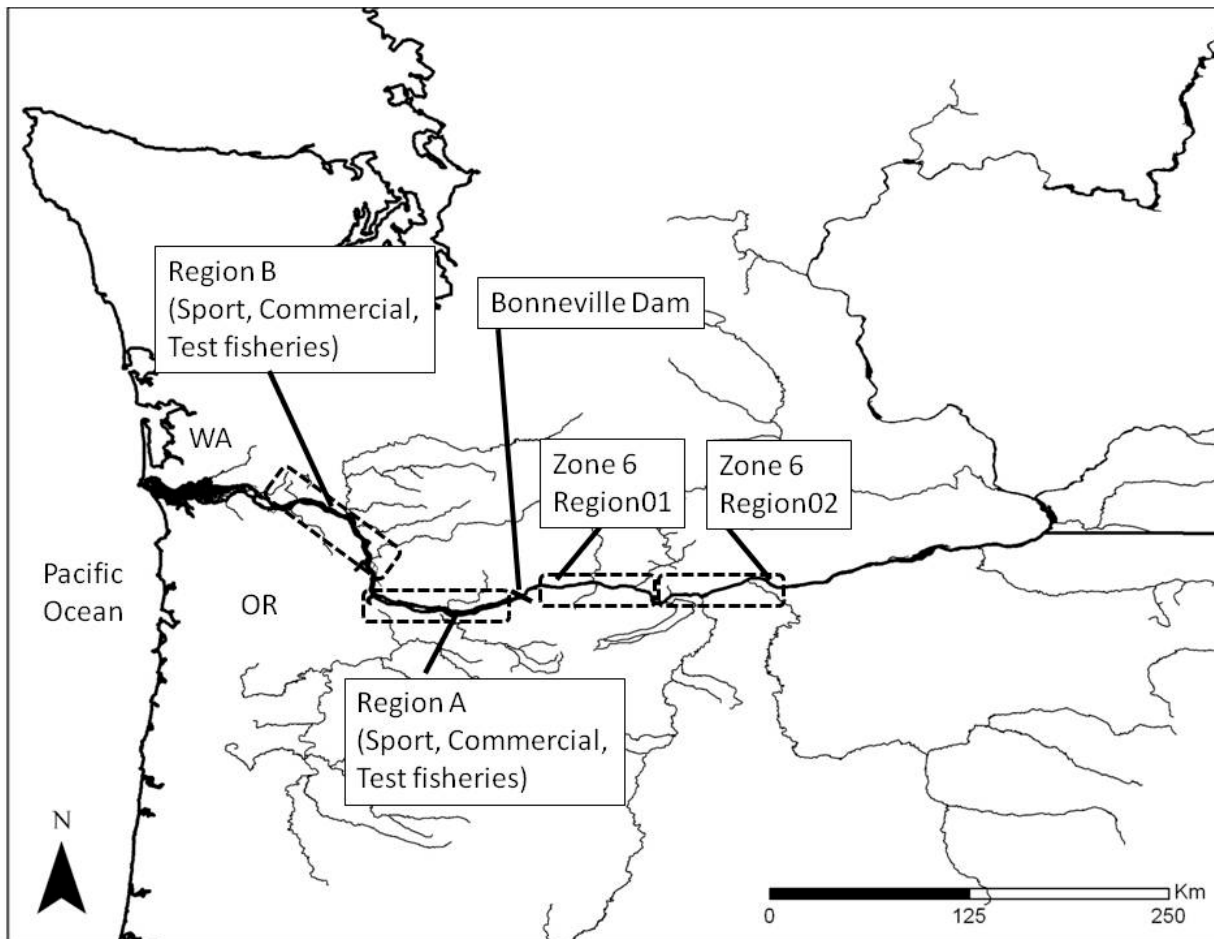 Region B
(Sport, Commercial,
Test fisheries)
Bonneville Dam
WA
Zone 6
Region01
Zone 6
Region02
Pacific
Ocean
OR
Region A
(Sport, Commercial,
Test fisheries)
N
Km
0
125
250